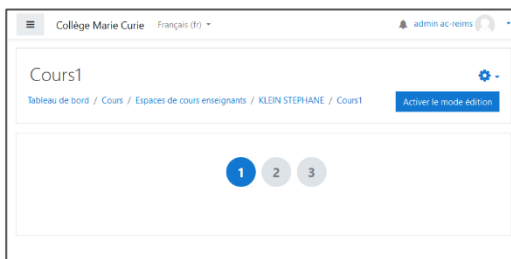 Collège Marie Curie Français (fr) admin ac-reims
Cours1
Tableau de bord / Cours / Espaces de cours enseignants / KLEIN STEPHANE / Cours1
Activer le mode édition
1 2 3